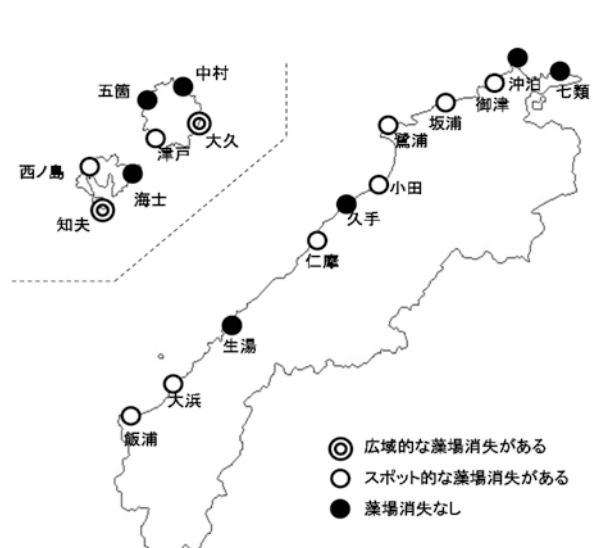 中村
五箇
大久
津戸
西ノ島
海士
知夫
沖泊
七類
御津
坂浦
鷺浦
小田
久手
仁摩
生湯
大浜
飯浦
広域的な藻場消失がある
スポット的な藻場消失がある
藻場消失なし